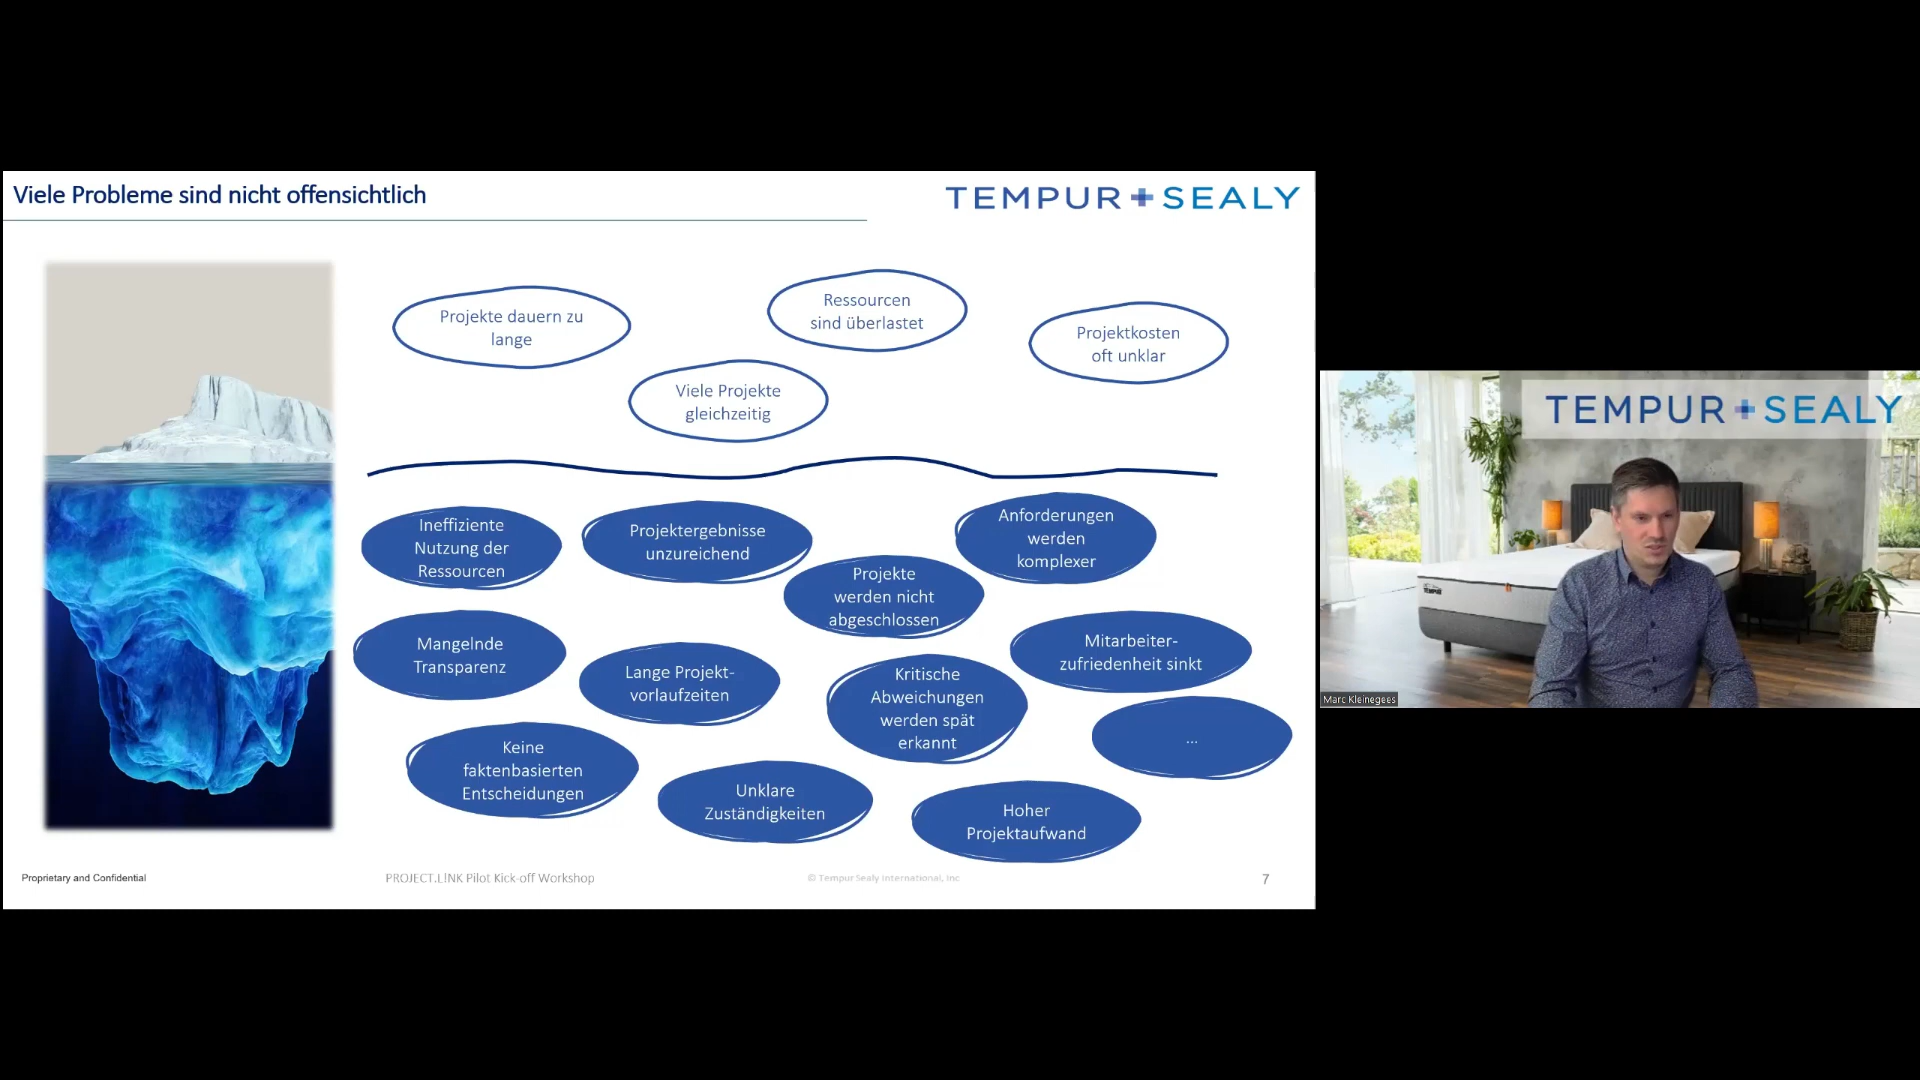 Viele Probleme sind nicht offensichtlich
TEMPUR + SEALY
Projekte dauern zu
lange
Ressourcen
sind überlastet
Projektkosten
oft unklar
Viele Projekte
gleichzeitig
Ineffiziente
Nutzung der
Ressourcen
Projektergebnisse
unzureichend
Projekte
werden nicht
abgeschlossen
Anforderungen
werden
komplexer
Mangelnde
Transparenz
Lange Projekt-
vorlaufzeiten
Kritische
Abweichungen
werden spät
erkannt
Mitarbeiter-
zufriedenheit sinkt
...
Keine
faktenbasierten
Entscheidungen
Unklare
Zuständigkeiten
Hoher
Projektaufwand
Proprietary and Confidential
PROJECT.L!NK Pilot Kick-off Workshop
© Tempur Sealy International, Inc
7
TEMPUR + SEALY
TEMPUR
Marc Kleinegees